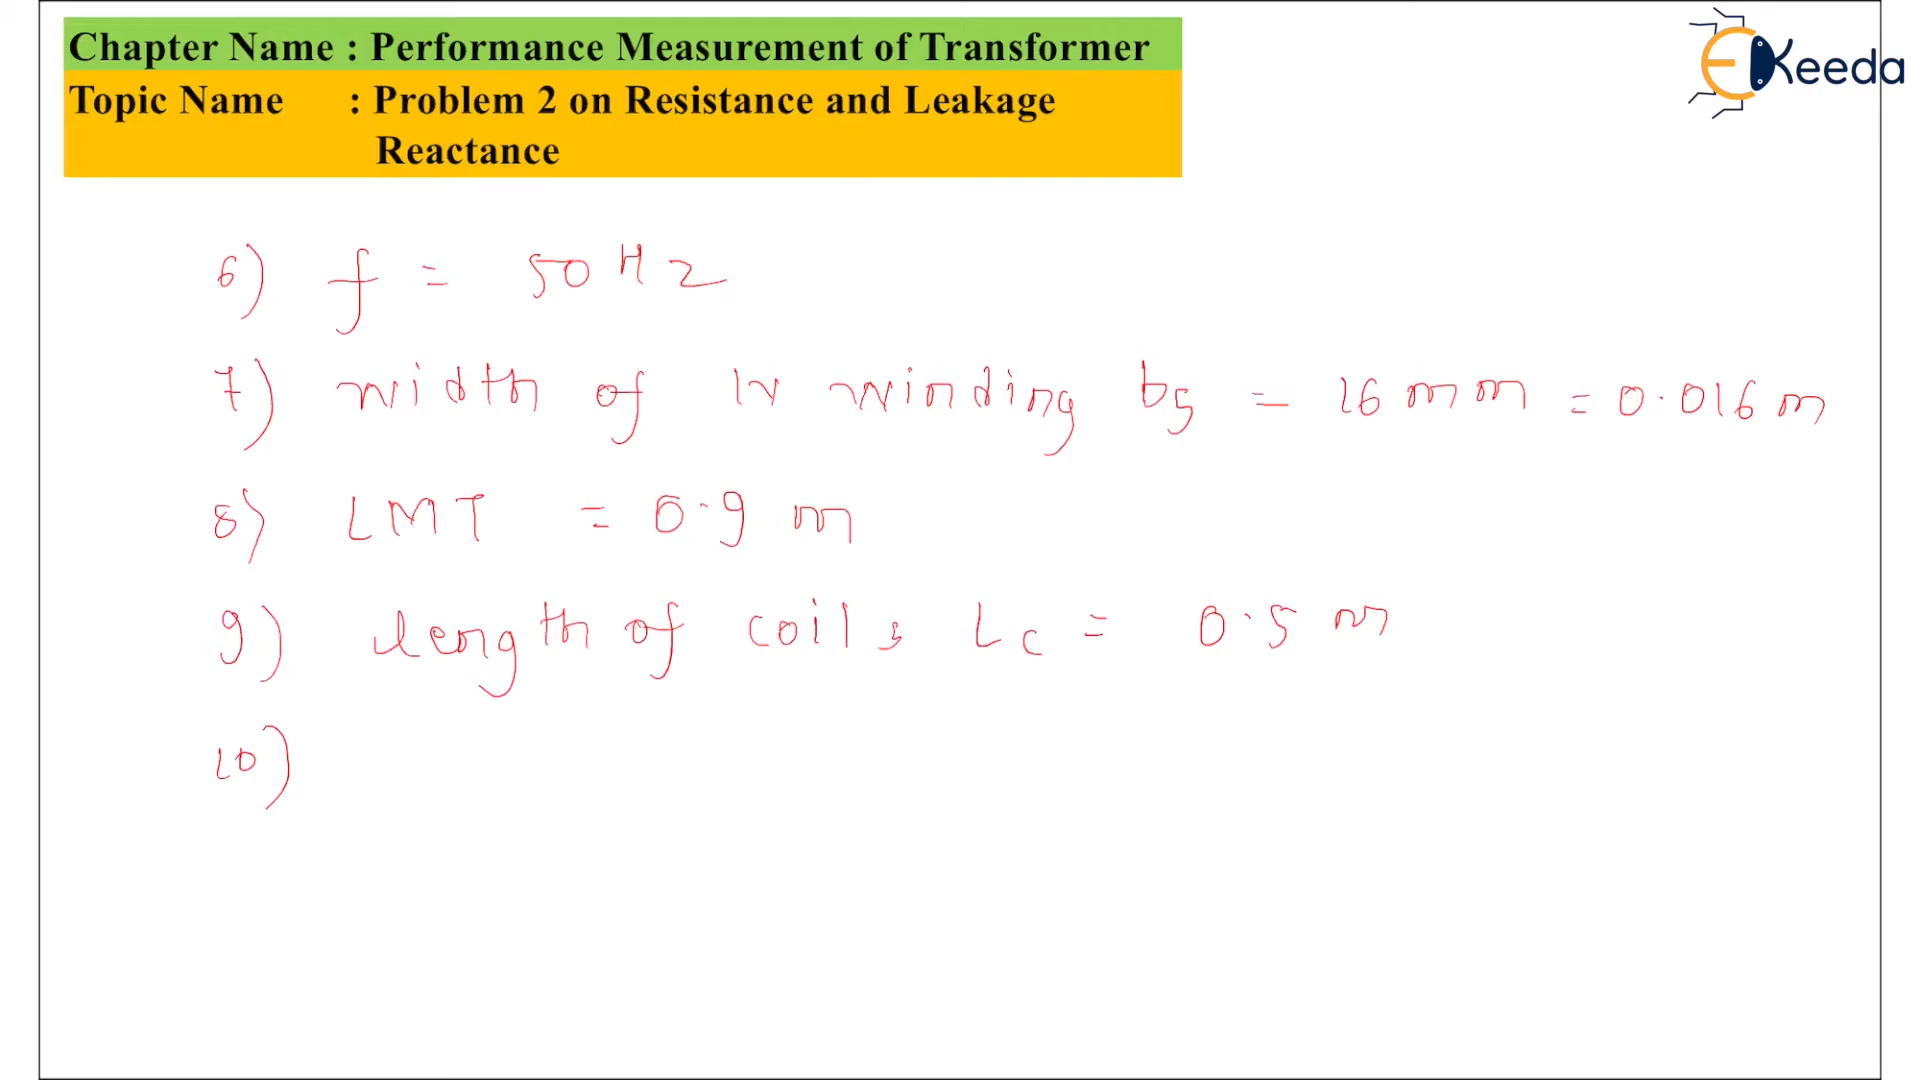 Chapter Name : Performance Measurement of Transformer
Topic Name : Problem 2 on Resistance and Leakage
Reactance
EKeeda
6) f = 50 Hz
7) width of lv winding bs = 16 mm = 0.016 m
8) LMT = 0.9 m
9) length of coils Lc = 0.5 m
10)